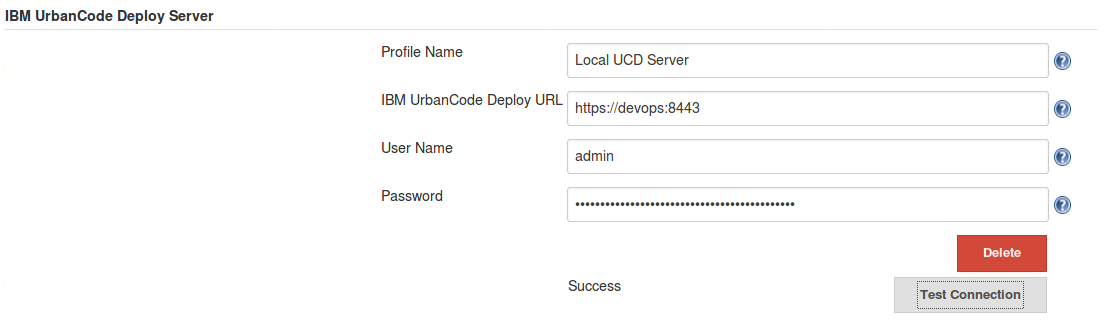 IBM UrbanCode Deploy Server
Profile Name Local UCD Server ?
IBM UrbanCode Deploy URL https://devops:8443 ?
User Name admin ?
Password •••••••••••••••••••••••••••••••••••••••••••• ?
Delete
Success Test Connection